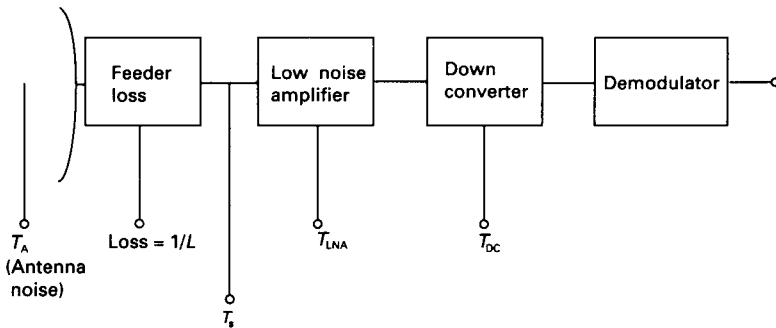 Feeder
loss
Low noise
amplifier
Down
converter
Demodulator
T_A
(Antenna
noise)
Loss = 1/L
T_LNA
T_DC
T_s